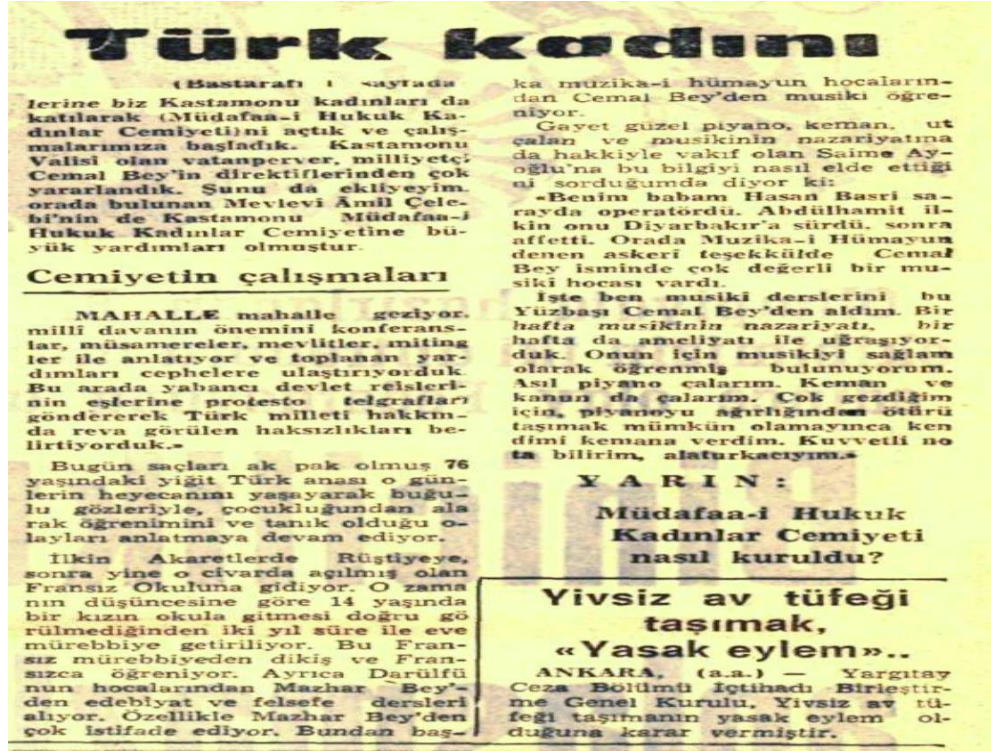 Türk kadını
(Bastarafı 1 sayfada
lerine biz Kastamonu kadınları da
katılarak (Müdafaa-i Hukuk Ka-
dınlar Cemiyeti)ni açtık ve çalış-
malarımıza başladık. Kastamonu
Valisi olan vatanperver, milliyetçi
Cemal Bey'in direktiflerinden çok
yararlandık. Şunu da ekliyeyim.
orada bulunan Mevlevi Âmil Çele-
bi'nin de Kastamonu Müdafaa-i
Hukuk Kadınlar Cemiyetine bü-
yük yardımları olmuştur.
Cemiyetin çalışmaları
MAHALLE mahalle geziyor.
millî davanın önemini konferans-
lar, müsamereler, mevlitler, miting
ler ile anlatıyor ve toplanan yar-
dımları cephelere ulaştırıyorduk.
Bu arada yabancı devlet reisleri-
nin eşlerine protesto telgrafları
göndererek Türk milleti hakkın-
da reva görülen haksızlıkları be-
lirtiyorduk.»
Bugün saçları ak pak olmuş 76
yaşındaki yiğit Türk anası o gün-
lerin heyecanını yaşayarak buğu-
lu gözleriyle, çocukluğundan ala
rak öğrenimini ve tanık olduğu o-
layları anlatmaya devam ediyor.
İlkin Akaretlerde Rüştiyeye,
sonra yine o civarda açılmış olan
Fransız Okuluna gidiyor. O zama
nın düşüncesine göre 14 yaşında
bir kızın okula gitmesi doğru gö
rülmediğinden iki yıl süre ile eve
mürebbiye getiriliyor. Bu Fran-
sız mürebbiyeden dikiş ve Fran-
sızca öğreniyor. Ayrıca Darülfü
nun hocalarından Mazhar Bey'-
den edebiyat ve felsefe dersleri
alıyor. Özellikle Mazhar Bey'den
çok istifade ediyor. Bundan baş-
ka muzika-i hümayun hocaların-
dan Cemal Bey'den musiki öğre-
niyor.
Gayet güzel piyano, keman, ut
çalan ve musikinin nazariyatına
da hakkiyle vakıf olan Saime Ay-
oğlu'na bu bilgiyi nasıl elde ettiği
ni sorduğumda diyor ki:
«Benim babam Hasan Basri sa-
rayda operatördü. Abdülhamit il-
kin onu Diyarbakır'a sürdü, sonra
affetti. Orada Muzika-i Hümayun
denen askeri teşekkülde Cemal
Bey isminde çok değerli bir mu-
siki hocası vardı.
İşte ben musiki derslerini bu
Yüzbaşı Cemal Bey'den aldım. Bir
hafta musikinin nazariyatı, bir
hafta da ameliyatı ile uğraşıyor-
duk. Onun için musikiyi sağlam
olarak öğrenmiş bulunuyorum.
Asıl piyano çalarım. Keman ve
kanun da çalarım. Çok gezdiğim
için, piyanoyu ağırlığından ötürü
taşımak mümkün olamayınca ken
dimi kemana verdim. Kuvvetli no
ta bilirim, alaturkacıyım.»
YARIN:
Müdafaa-i Hukuk
Kadınlar Cemiyeti
nasıl kuruldu?
Yivsiz av tüfeği
taşımak,
«Yasak eylem»..
ANKARA, (a.a.) — Yargıtay
Ceza Bölümü İçtihadı Birleştir-
me Genel Kurulu, Yivsiz av tü-
feği taşımanın yasak eylem ol-
duğuna karar vermiştir.